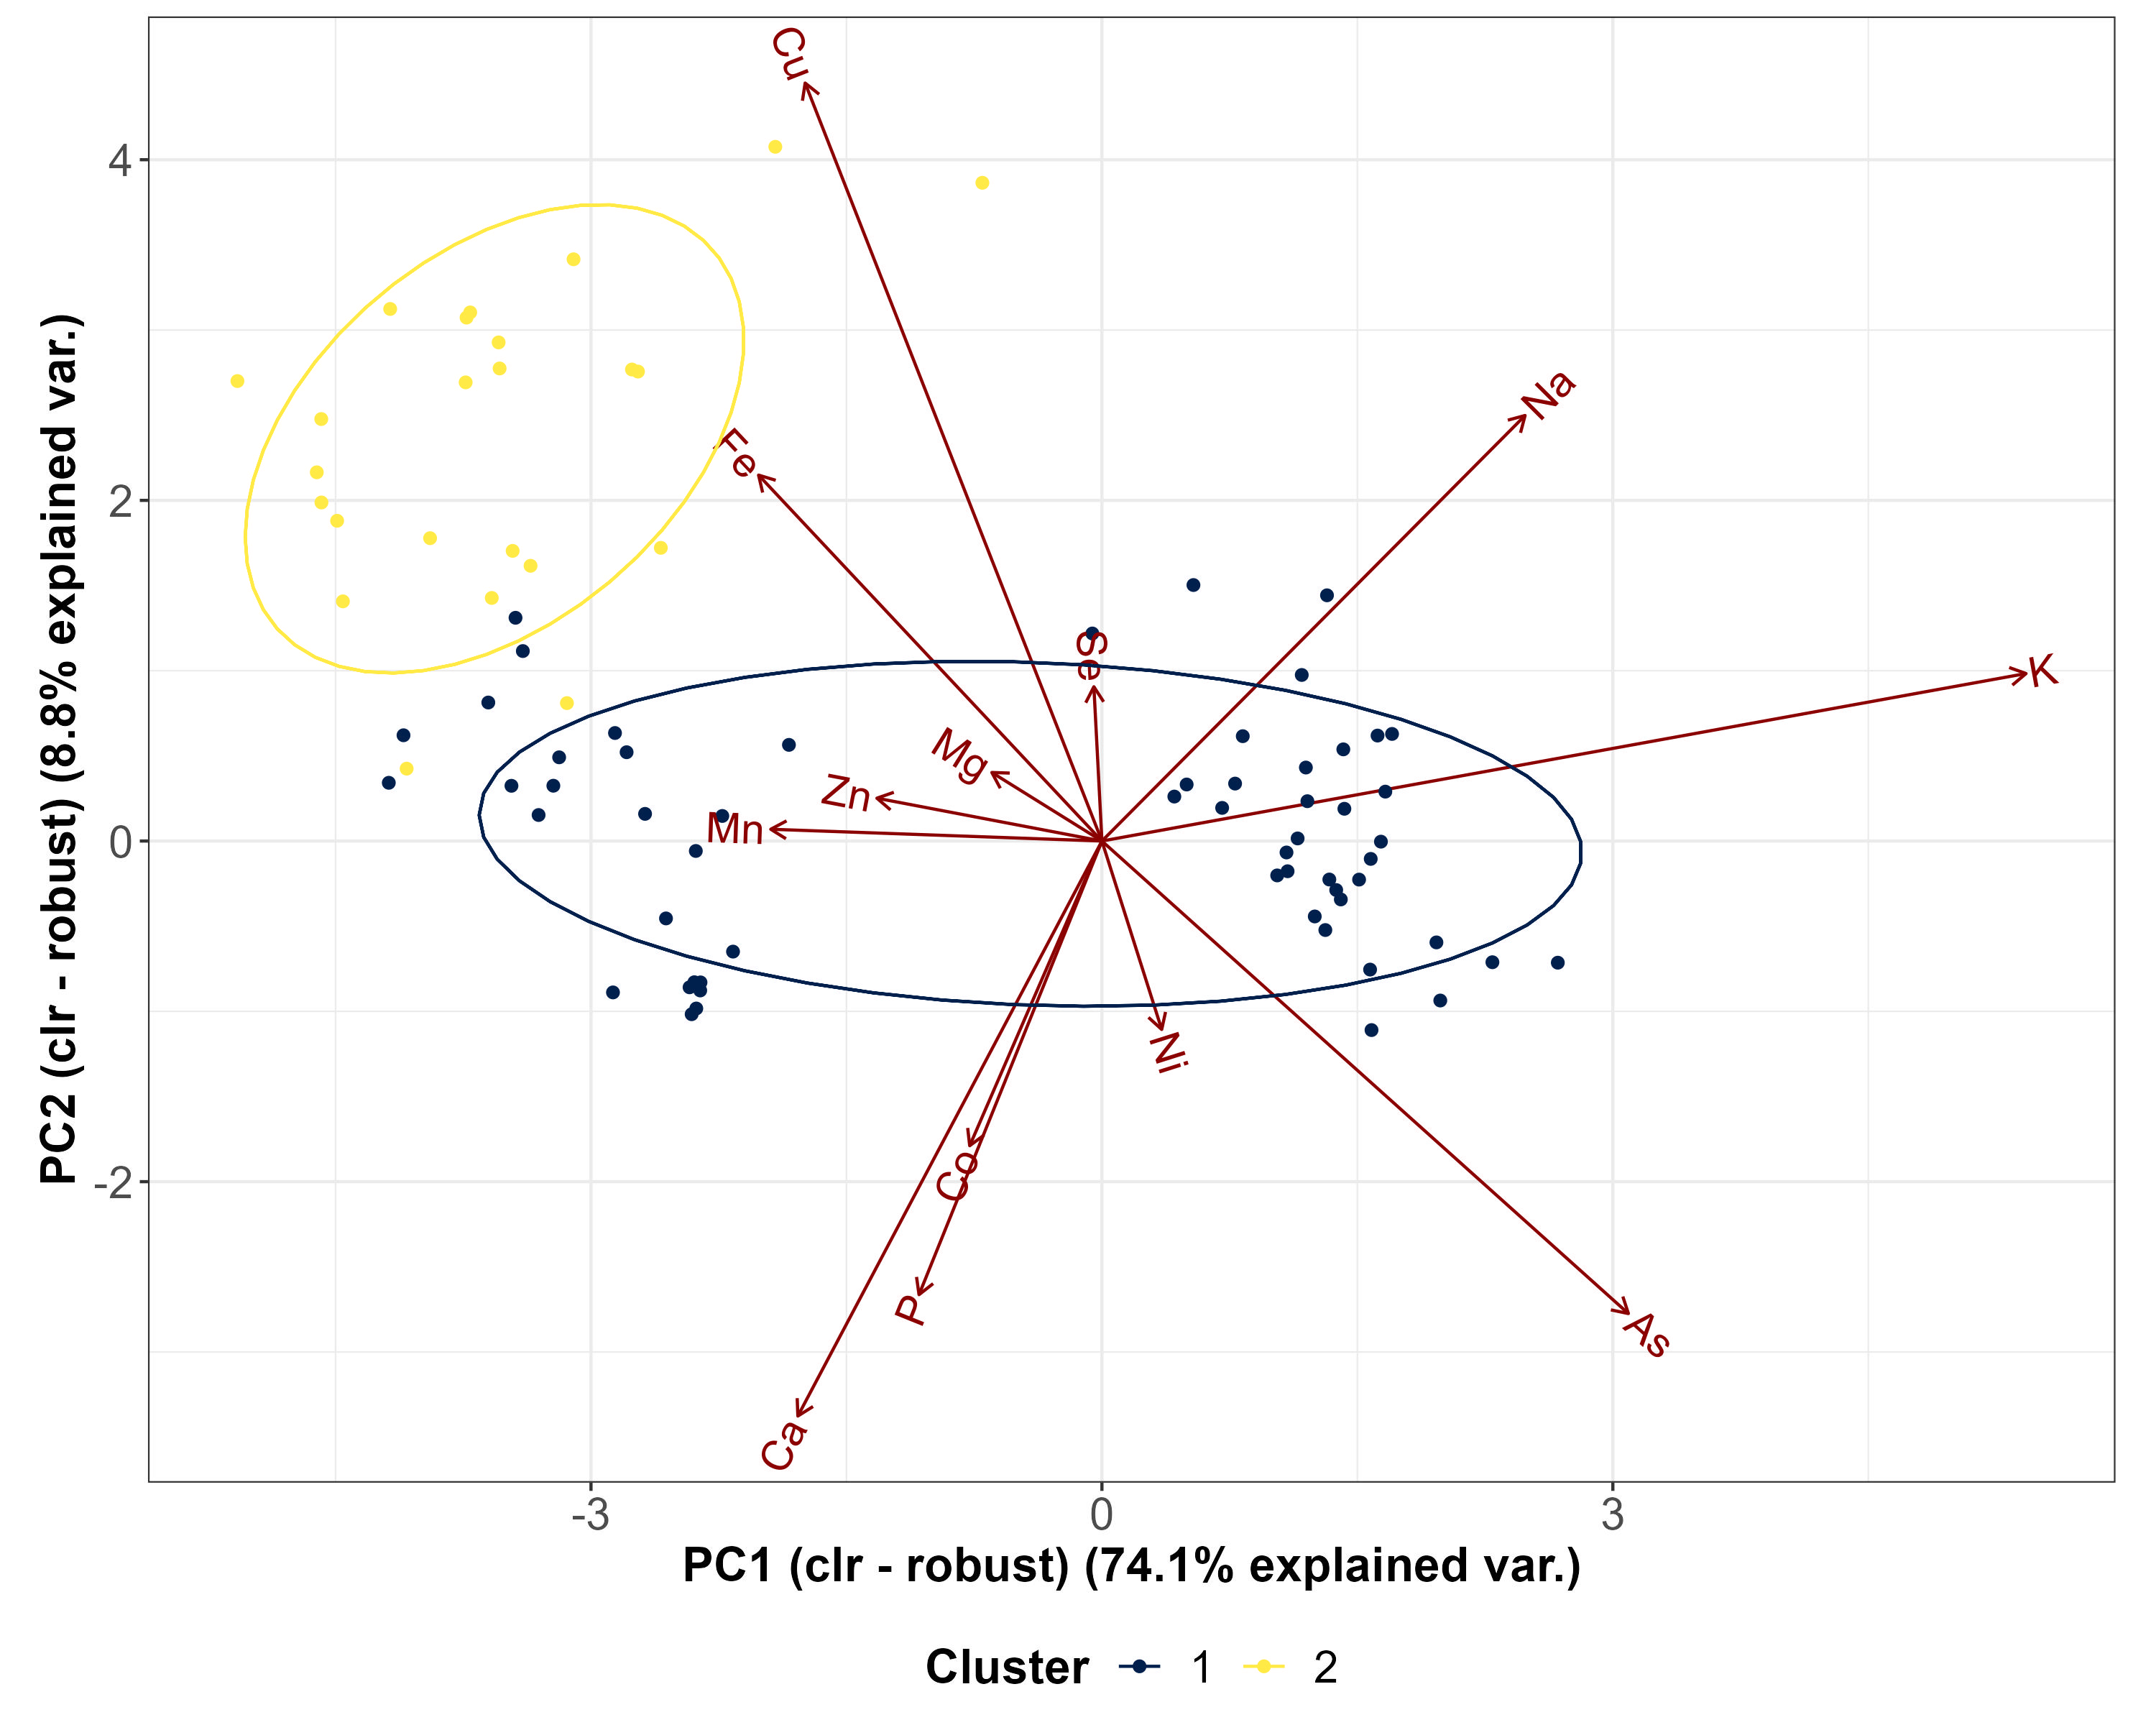 Cu
4
Na
Fe
2
Se
K
Mg
Zn
Mn
0
Ni
Co
-2
P
As
Ca
PC2 (clr - robust) (8.8% explained var.)
-3 0 3
PC1 (clr - robust) (74.1% explained var.)
Cluster 1 2